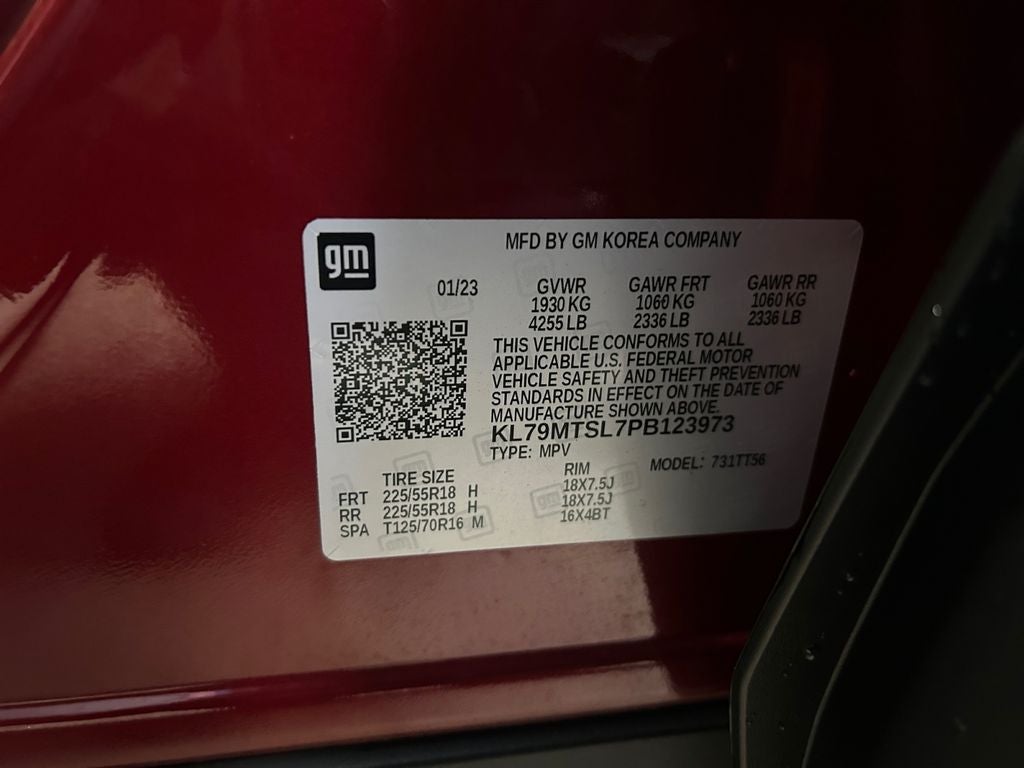 gm
MFD BY GM KOREA COMPANY
01/23 GVWR GAWR FRT GAWR RR
1930 KG 1060 KG 1060 KG
4255 LB 2336 LB 2336 LB
THIS VEHICLE CONFORMS TO ALL
APPLICABLE U.S. FEDERAL MOTOR
VEHICLE SAFETY AND THEFT PREVENTION
STANDARDS IN EFFECT ON THE DATE OF
MANUFACTURE SHOWN ABOVE.
KL79MTSL7PB123973
TYPE: MPV MODEL: 731TT56
TIRE SIZE RIM
FRT 225/55R18 H 18X7.5J
RR 225/55R18 H 18X7.5J
SPA T125/70R16 M 16X4BT